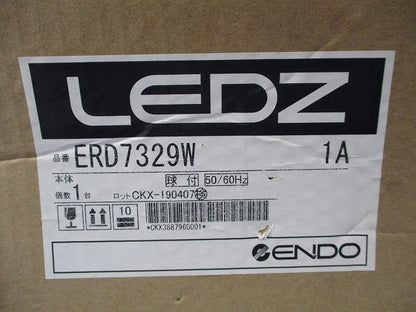 LEDZ
品番 ERD7329W 1A
本体 球付 50/60Hz
個数 1台 ロット CKX-190407
10
*CKX3887960001*
ENDO